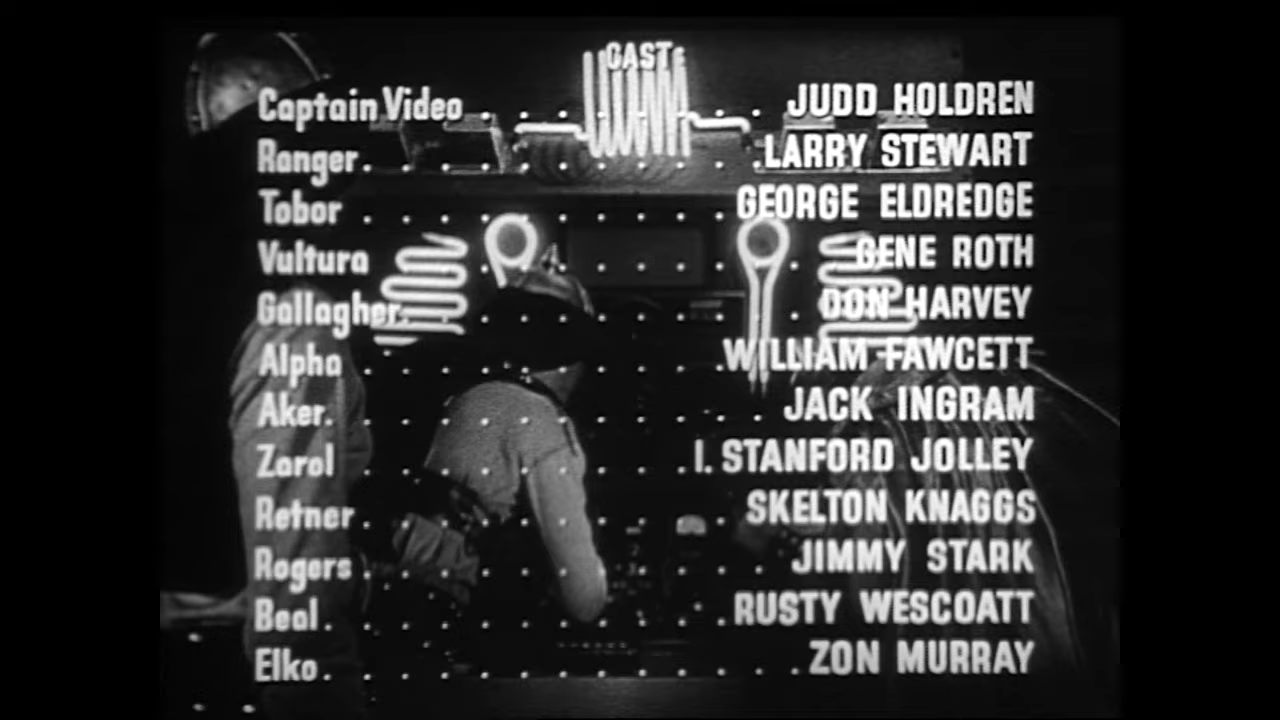 CAST
Captain Video . . . . . . . . JUDD HOLDREN
Ranger . . . . . . . . . . . LARRY STEWART
Tobor . . . . . . . . . . GEORGE ELDREDGE
Vultura . . . . . . . . . . GENE ROTH
Gallagher . . . . . . . . . DON HARVEY
Alpha . . . . . . . . . . WILLIAM FAWCETT
Aker . . . . . . . . . . . JACK INGRAM
Zarol . . . . . . . . . I. STANFORD JOLLEY
Retner . . . . . . . . . . SKELTON KNAGGS
Rogers . . . . . . . . . . . JIMMY STARK
Beal . . . . . . . . . . . RUSTY WESCOATT
Elko . . . . . . . . . . . . . ZON MURRAY